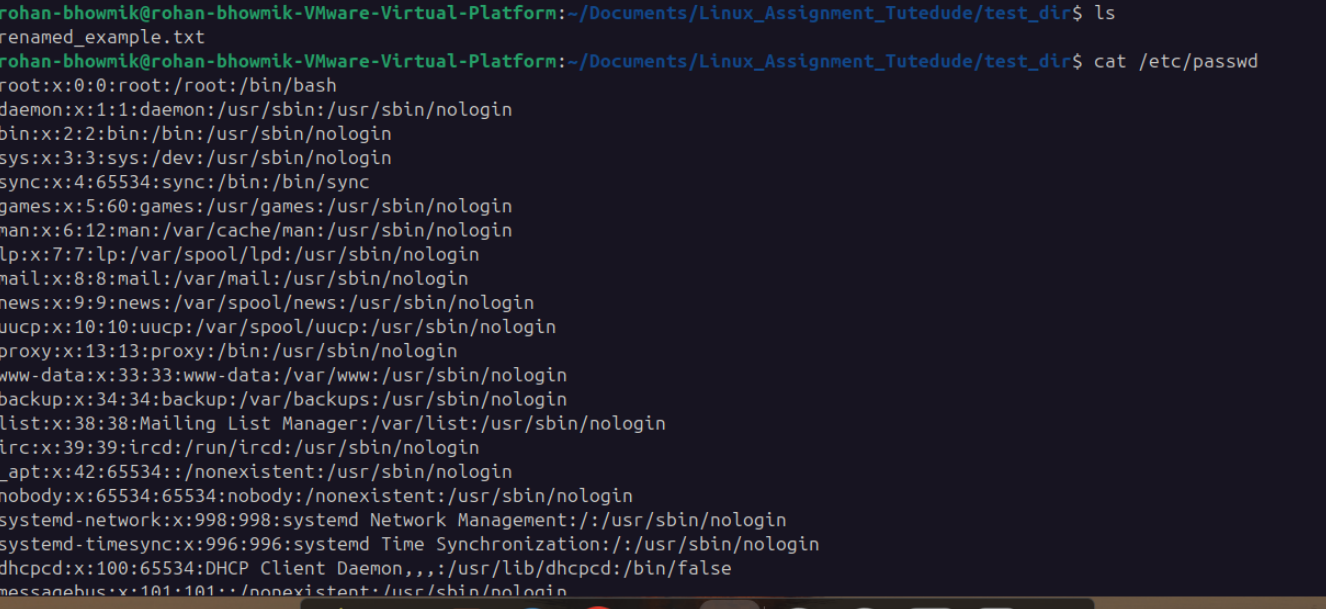 rohan-bhowmik@rohan-bhowmik-VMware-Virtual-Platform:~/Documents/Linux_Assignment_Tutedude/test_dir$ ls
renamed_example.txt
rohan-bhowmik@rohan-bhowmik-VMware-Virtual-Platform:~/Documents/Linux_Assignment_Tutedude/test_dir$ cat /etc/passwd
root:x:0:0:root:/root:/bin/bash
daemon:x:1:1:daemon:/usr/sbin:/usr/sbin/nologin
bin:x:2:2:bin:/bin:/usr/sbin/nologin
sys:x:3:3:sys:/dev:/usr/sbin/nologin
sync:x:4:65534:sync:/bin:/bin/sync
games:x:5:60:games:/usr/games:/usr/sbin/nologin
man:x:6:12:man:/var/cache/man:/usr/sbin/nologin
lp:x:7:7:lp:/var/spool/lpd:/usr/sbin/nologin
mail:x:8:8:mail:/var/mail:/usr/sbin/nologin
news:x:9:9:news:/var/spool/news:/usr/sbin/nologin
uucp:x:10:10:uucp:/var/spool/uucp:/usr/sbin/nologin
proxy:x:13:13:proxy:/bin:/usr/sbin/nologin
www-data:x:33:33:www-data:/var/www:/usr/sbin/nologin
backup:x:34:34:backup:/var/backups:/usr/sbin/nologin
list:x:38:38:Mailing List Manager:/var/list:/usr/sbin/nologin
irc:x:39:39:ircd:/run/ircd:/usr/sbin/nologin
_apt:x:42:65534::/nonexistent:/usr/sbin/nologin
nobody:x:65534:65534:nobody:/nonexistent:/usr/sbin/nologin
systemd-network:x:998:998:systemd Network Management:/:/usr/sbin/nologin
systemd-timesync:x:996:996:systemd Time Synchronization:/:/usr/sbin/nologin
dhcpcd:x:100:65534:DHCP Client Daemon,,,:/usr/lib/dhcpcd:/bin/false
messagebus:x:101:101::/nonexistent:/usr/sbin/nologin